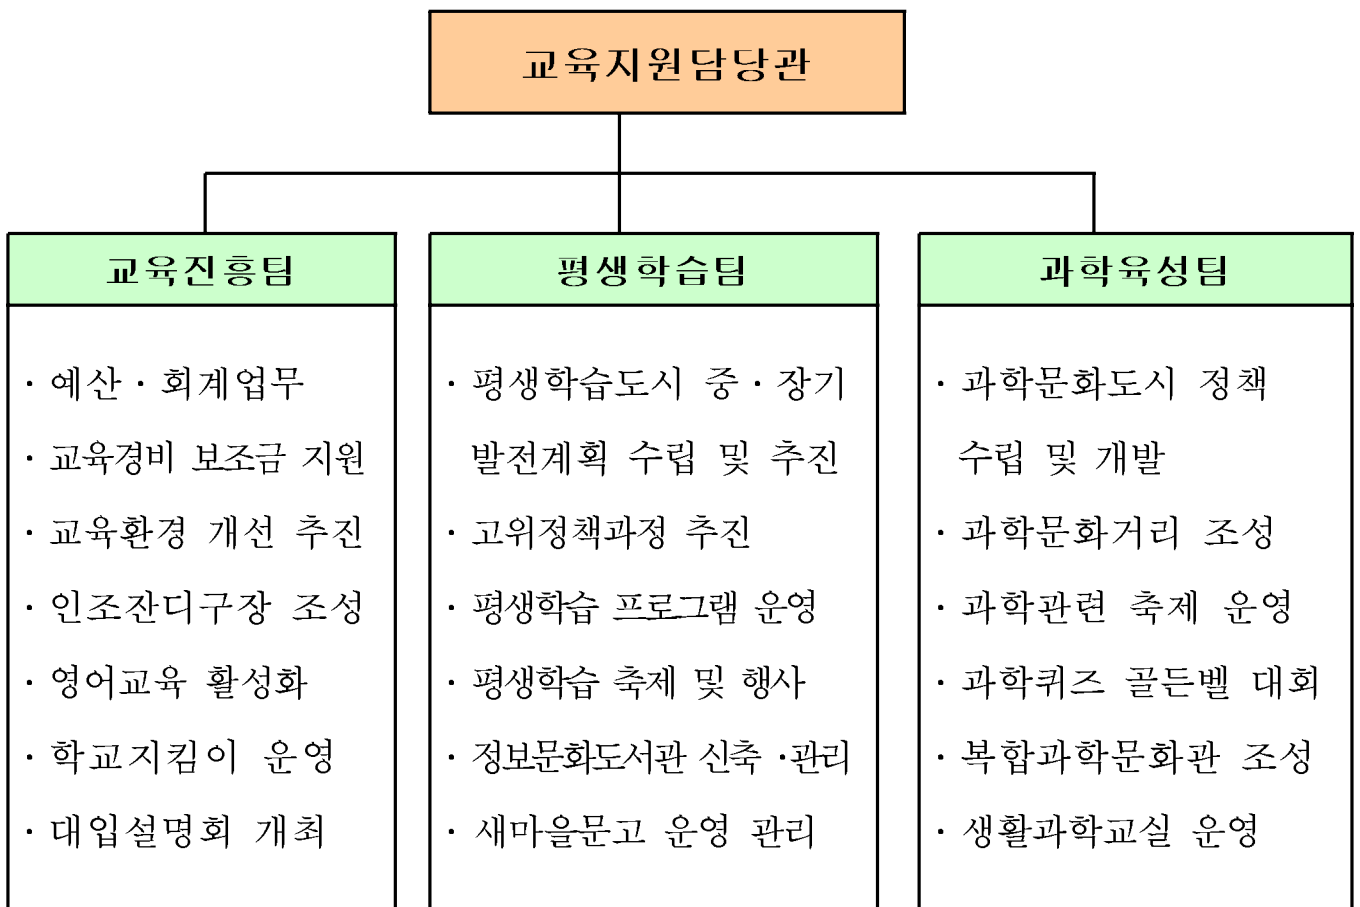 교육지원담당관
교육진흥팀
· 예산 · 회계업무
· 교육경비 보조금 지원
· 교육환경 개선 추진
· 인조잔디구장 조성
· 영어교육 활성화
· 학교지킴이 운영
· 대입설명회 개최
평생학습팀
· 평생학습도시 중 · 장기
발전계획 수립 및 추진
· 고위정책과정 추진
· 평생학습 프로그램 운영
· 평생학습 축제 및 행사
· 정보문화도서관 신축 ·관리
· 새마을문고 운영 관리
과학육성팀
· 과학문화도시 정책
수립 및 개발
· 과학문화거리 조성
· 과학관련 축제 운영
· 과학퀴즈 골든벨 대회
· 복합과학문화관 조성
· 생활과학교실 운영